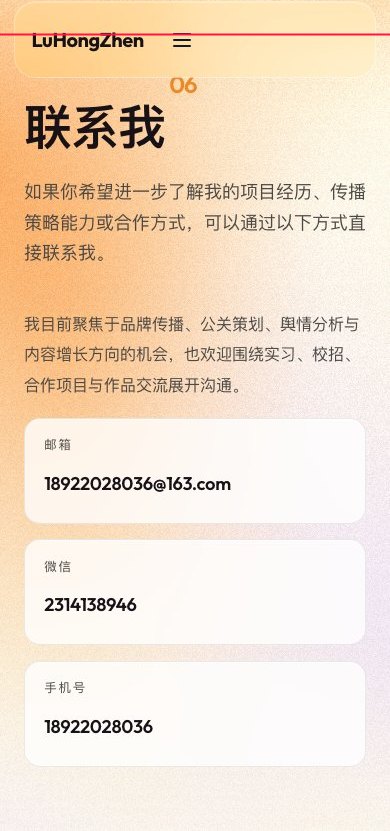 LuHongZhen
06
联系我
如果你希望进一步了解我的项目经历、传播
策略能力或合作方式，可以通过以下方式直
接联系我。
我目前聚焦于品牌传播、公关策划、舆情分析与
内容增长方向的机会，也欢迎围绕实习、校招、
合作项目与作品交流展开沟通。
邮箱
18922028036@163.com
微信
2314138946
手机号
18922028036